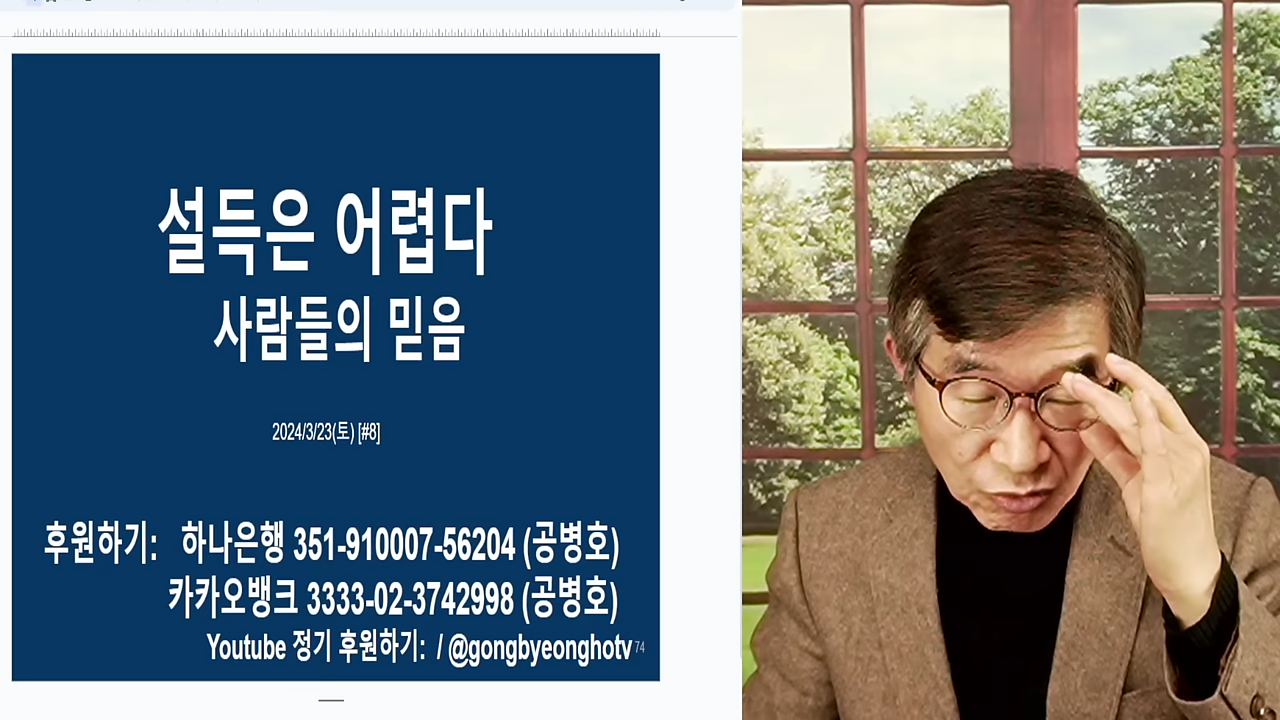 설득은 어렵다
사람들의 믿음
2024/3/23(토) [#8]
후원하기: 하나은행 351-910007-56204 (공병호)
카카오뱅크 3333-02-3742998 (공병호)
Youtube 정기 후원하기: / @gongbyeonghotv 74